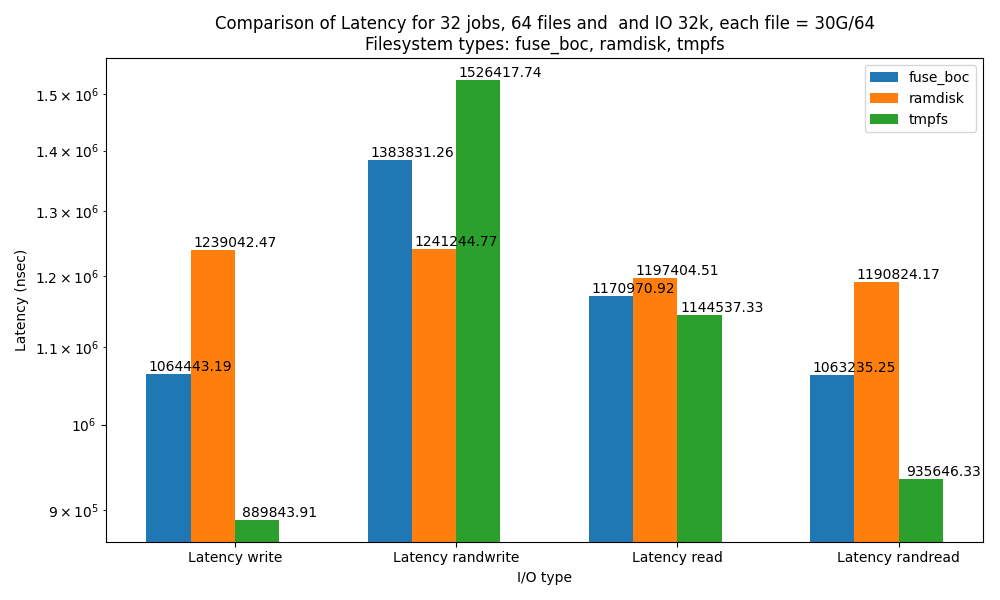 Comparison of Latency for 32 jobs, 64 files and  and IO 32k, each file = 30G/64
Filesystem types: fuse_boc, ramdisk, tmpfs
fuse_boc
ramdisk
tmpfs
Latency (nsec)
1.5 × 10⁶
1.4 × 10⁶
1.3 × 10⁶
1.2 × 10⁶
1.1 × 10⁶
10⁶
9 × 10⁵
1064443.19
1239042.47
889843.91
1383831.26
1241244.77
1526417.74
1170970.92
1197404.51
1144537.33
1063235.25
1190824.17
935646.33
Latency write
Latency randwrite
Latency read
Latency randread
I/O type